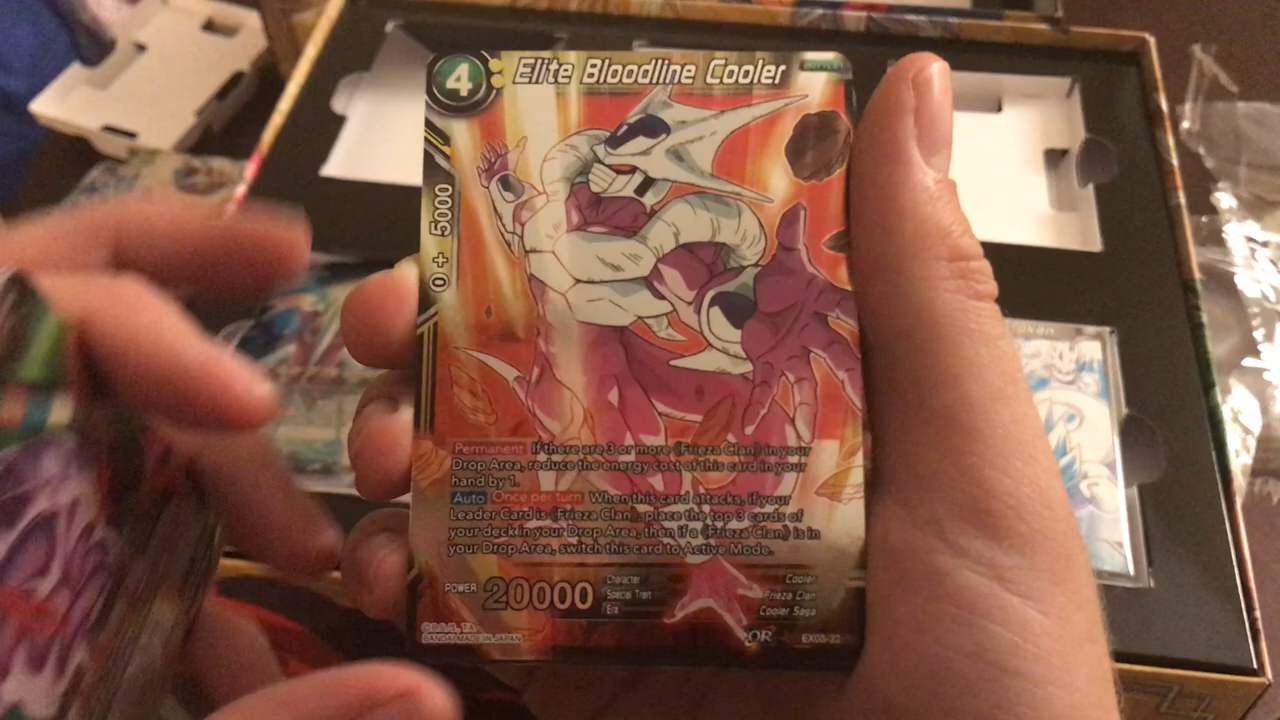 4 Elite Bloodline Cooler BATTLE
0+ 5000
Permanent If there are 3 or more 《Frieza Clan》 in your
Drop Area, reduce the energy cost of this card in your
hand by 1.
Auto Once per turn When this card attacks, if your
Leader Card is 《Frieza Clan》, place the top 3 cards of
your deck in your Drop Area, then if a 《Frieza Clan》 is in
your Drop Area, switch this card to Active Mode.
POWER 20000
Character Cooler
Special Trait Frieza Clan
Era Cooler Saga
©B.S./S., T.A.
BANDAI MADE IN JAPAN